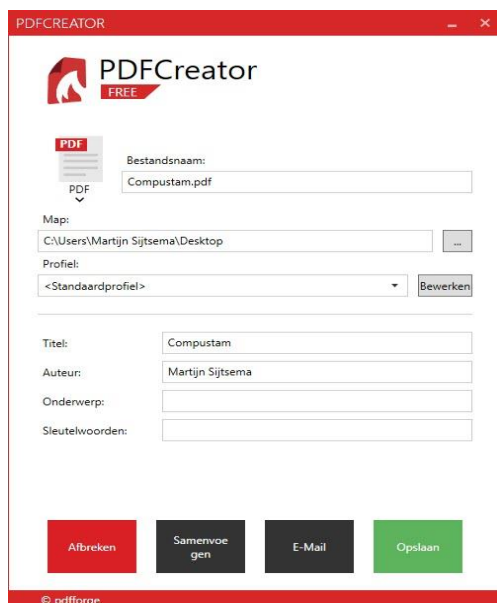 PDFCREATOR
PDFCreator
FREE
PDF
PDF
Bestandsnaam:
Compustam.pdf
Map:
C:\Users\Martijn Sijtsema\Desktop
...
Profiel:
<Standaardprofiel>
Bewerken
Titel:
Compustam
Auteur:
Martijn Sijtsema
Onderwerp:
Sleutelwoorden:
Afbreken
Samenvoe
gen
E-Mail
Opslaan
© pdfforge